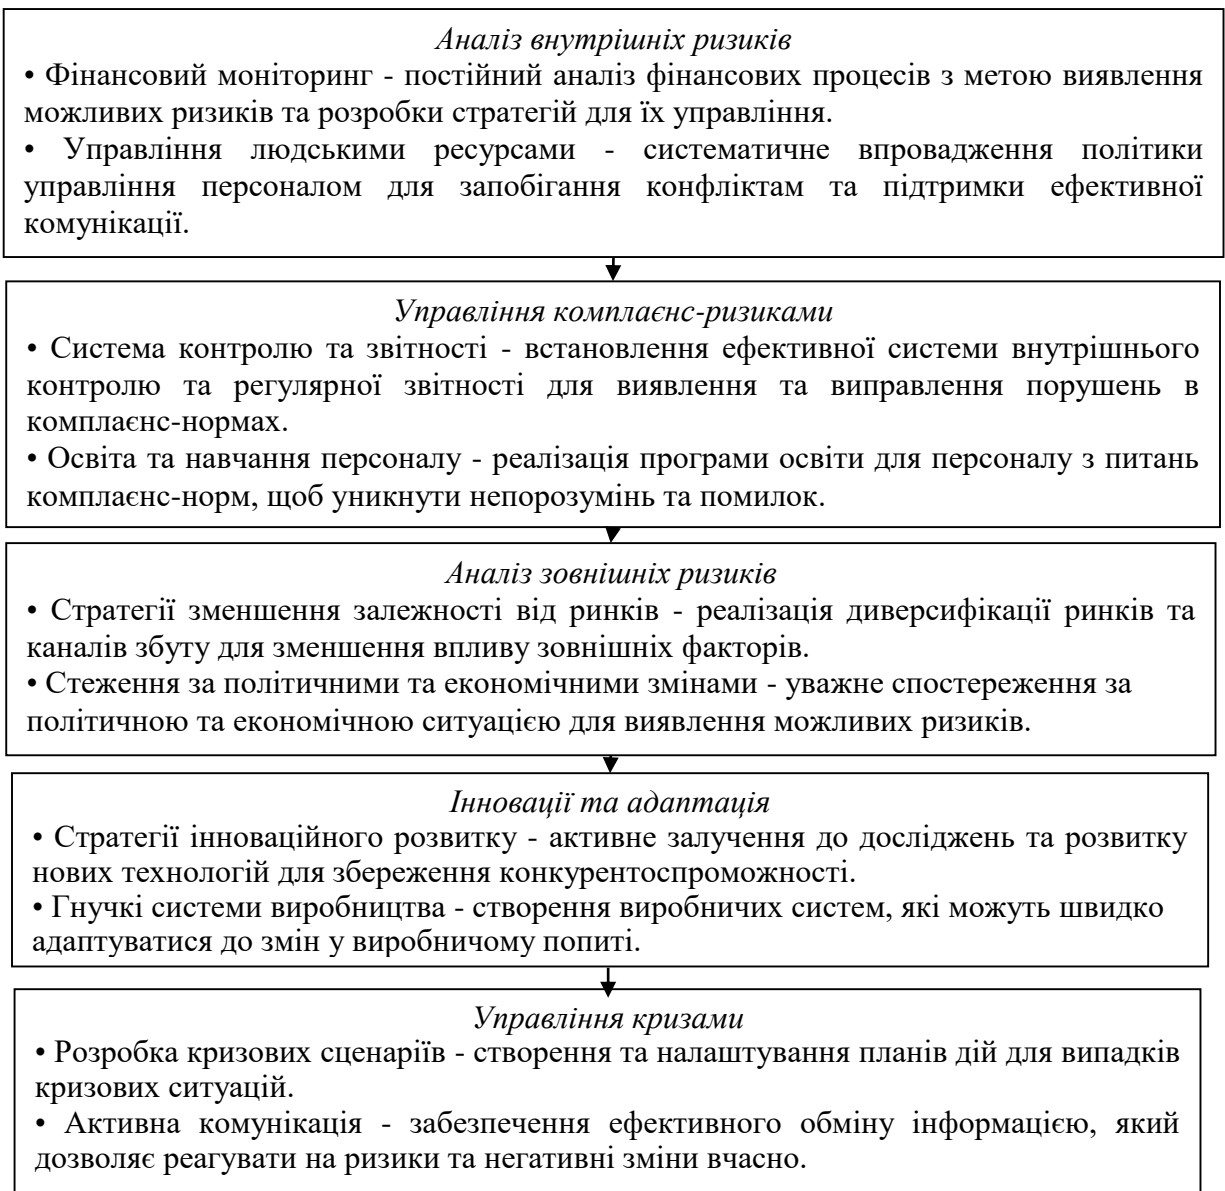 Аналіз внутрішніх ризиків
• Фінансовий моніторинг - постійний аналіз фінансових процесів з метою виявлення
можливих ризиків та розробки стратегій для їх управління.
• Управління людськими ресурсами - систематичне впровадження політики
управління персоналом для запобігання конфліктам та підтримки ефективної
комунікації.
Управління комплаєнс-ризиками
• Система контролю та звітності - встановлення ефективної системи внутрішнього
контролю та регулярної звітності для виявлення та виправлення порушень в
комплаєнс-нормах.
• Освіта та навчання персоналу - реалізація програми освіти для персоналу з питань
комплаєнс-норм, щоб уникнути непорозумінь та помилок.
Аналіз зовнішніх ризиків
• Стратегії зменшення залежності від ринків - реалізація диверсифікації ринків та
каналів збуту для зменшення впливу зовнішніх факторів.
• Стеження за політичними та економічними змінами - уважне спостереження за
політичною та економічною ситуацією для виявлення можливих ризиків.
Інновації та адаптація
• Стратегії інноваційного розвитку - активне залучення до досліджень та розвитку
нових технологій для збереження конкурентоспроможності.
• Гнучкі системи виробництва - створення виробничих систем, які можуть швидко
адаптуватися до змін у виробничому попиті.
Управління кризами
• Розробка кризових сценаріїв - створення та налаштування планів дій для випадків
кризових ситуацій.
• Активна комунікація - забезпечення ефективного обміну інформацією, який
дозволяє реагувати на ризики та негативні зміни вчасно.